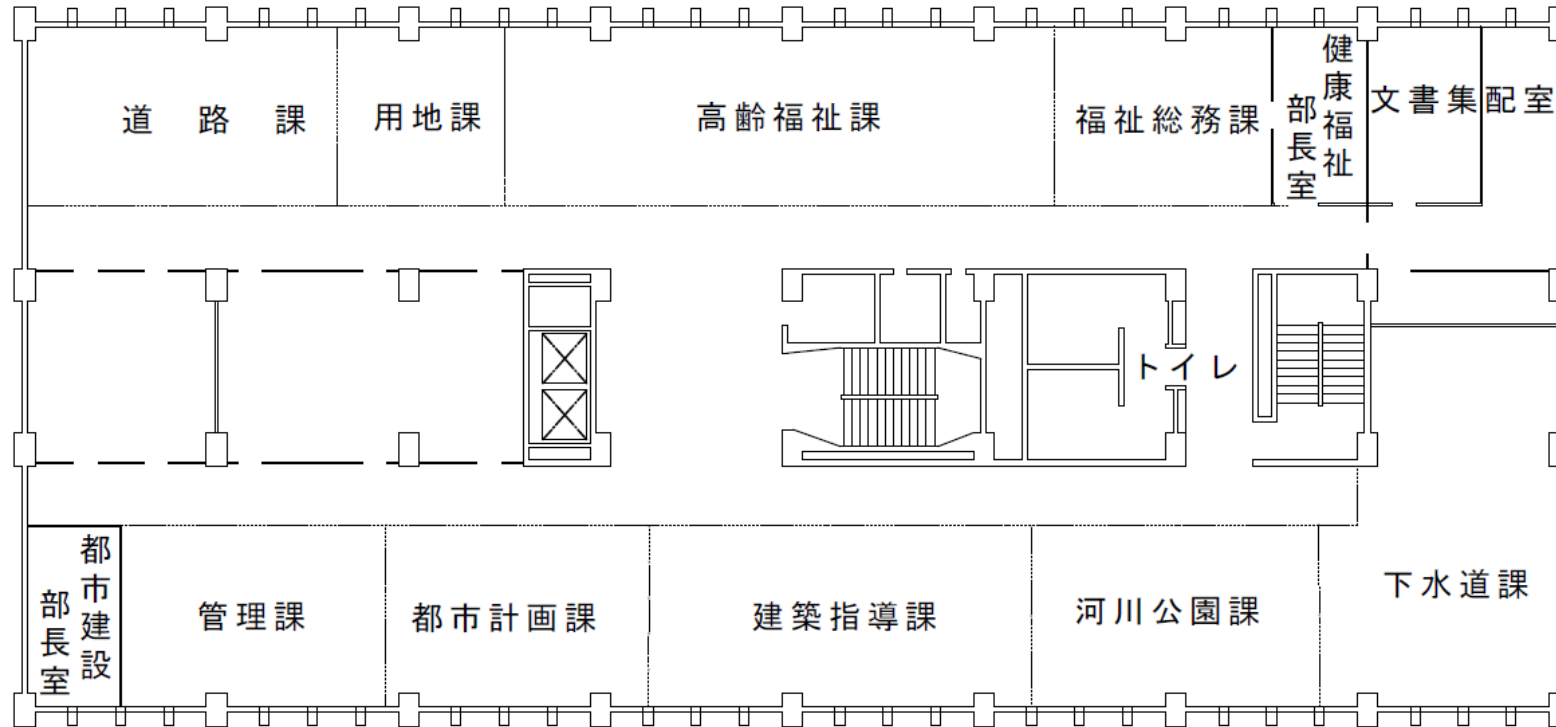 道路課
用地課
高齢福祉課
福祉総務課
健康福祉
部長室
文書集配室
トイレ
都市建設
部長室
管理課
都市計画課
建築指導課
河川公園課
下水道課